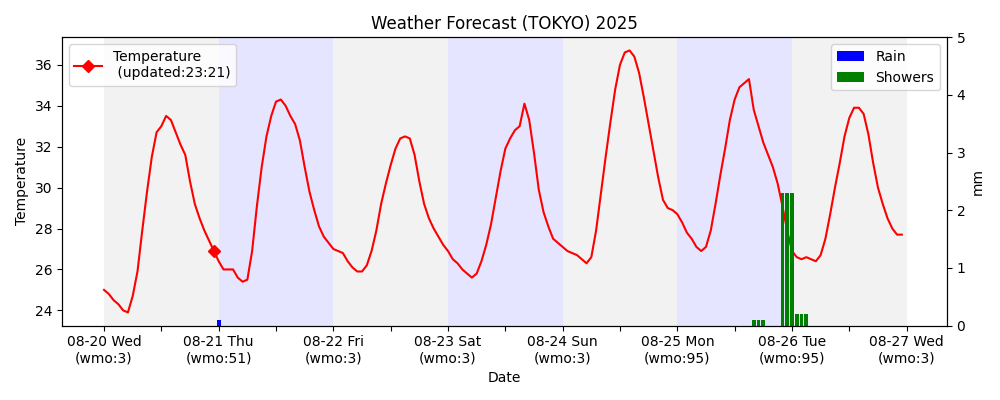 Weather Forecast (TOKYO) 2025
Temperature
(updated:23:21)
Rain
Showers
Temperature
36
34
32
30
28
26
24
5
4
3
2
1
0
mm
08-20 Wed
(wmo:3)
08-21 Thu
(wmo:51)
08-22 Fri
(wmo:3)
08-23 Sat
(wmo:3)
08-24 Sun
(wmo:3)
08-25 Mon
(wmo:95)
08-26 Tue
(wmo:95)
08-27 Wed
(wmo:3)
Date